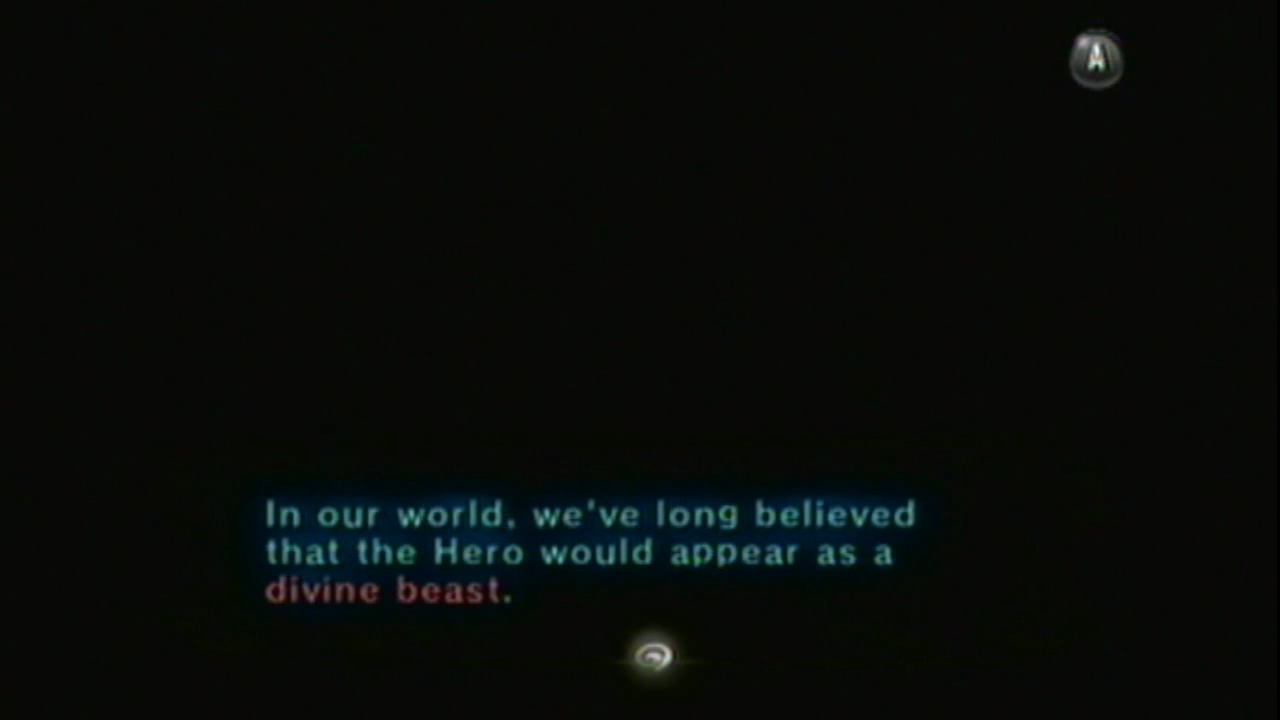 A
In our world, we've long believed
that the Hero would appear as a
divine beast.